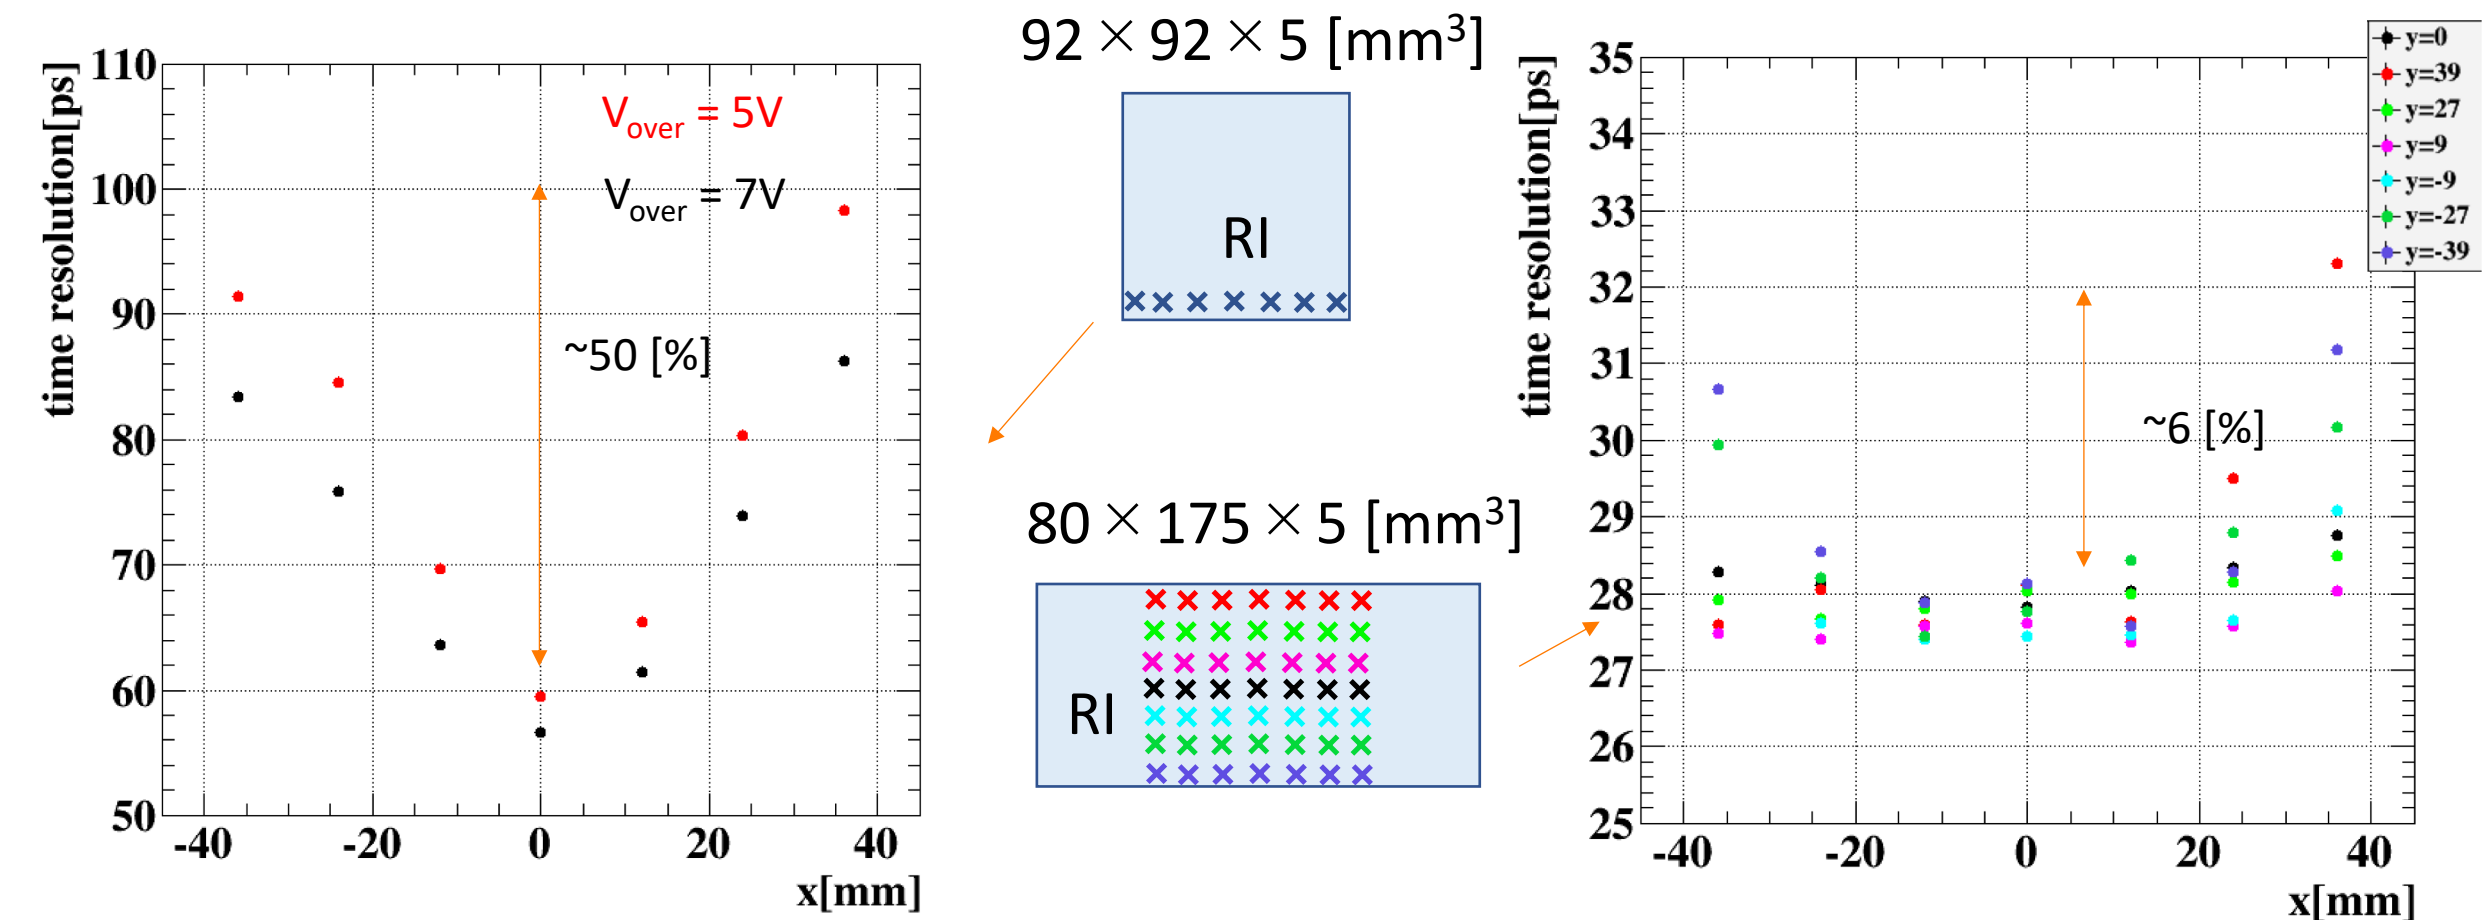 time resolution[ps]
110
100
90
80
70
60
50
-40
-20
0
20
40
x[mm]
V_over = 5V
V_over = 7V
~50 [%]
92 × 92 × 5 [mm³]
RI
80 × 175 × 5 [mm³]
RI
time resolution[ps]
35
34
33
32
31
30
29
28
27
26
25
-40
-20
0
20
40
x[mm]
~6 [%]
y=0
y=39
y=27
y=9
y=-9
y=-27
y=-39